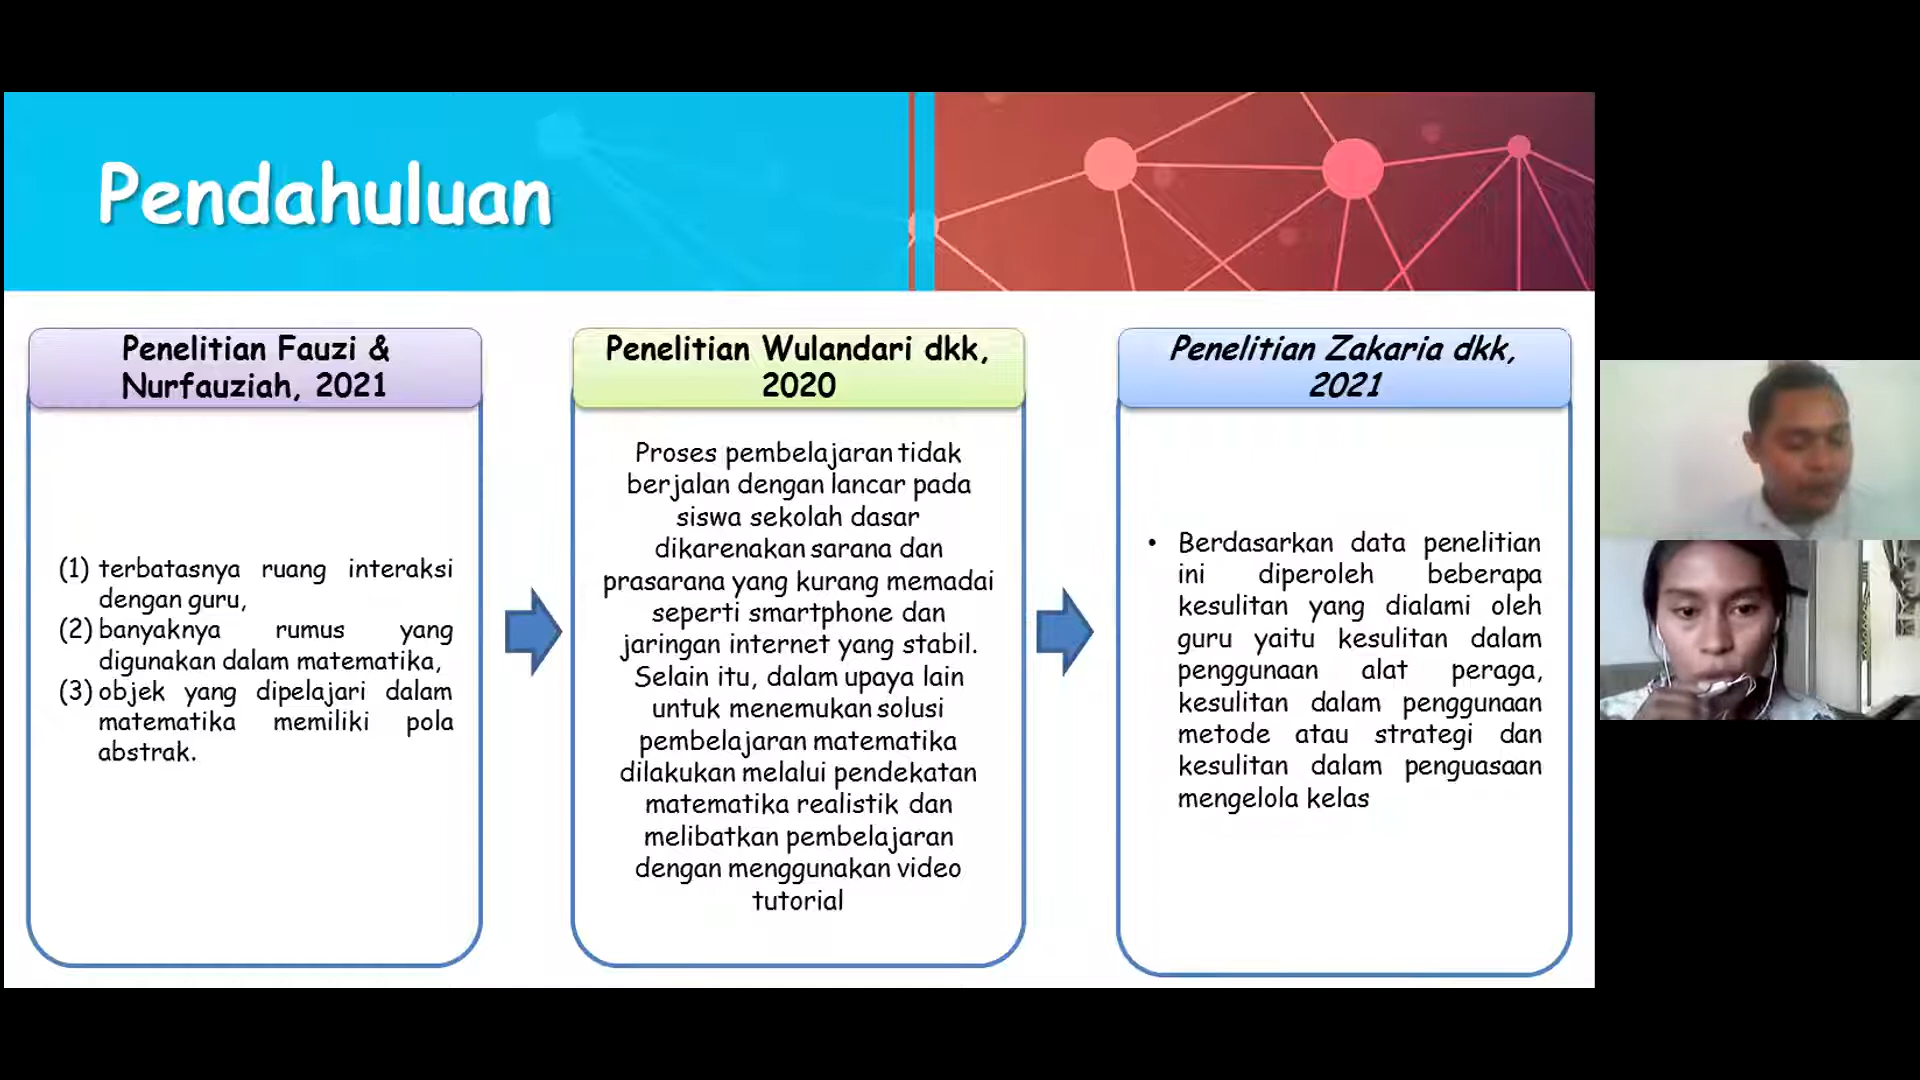 Pendahuluan
Penelitian Fauzi &
Nurfauziah, 2021
(1) terbatasnya ruang interaksi
dengan guru,
(2) banyaknya rumus yang
digunakan dalam matematika,
(3) objek yang dipelajari dalam
matematika memiliki pola
abstrak.
Penelitian Wulandari dkk,
2020
Proses pembelajaran tidak
berjalan dengan lancar pada
siswa sekolah dasar
dikarenakan sarana dan
prasarana yang kurang memadai
seperti smartphone dan
jaringan internet yang stabil.
Selain itu, dalam upaya lain
untuk menemukan solusi
pembelajaran matematika
dilakukan melalui pendekatan
matematika realistik dan
melibatkan pembelajaran
dengan menggunakan video
tutorial
Penelitian Zakaria dkk,
2021
• Berdasarkan data penelitian
ini diperoleh beberapa
kesulitan yang dialami oleh
guru yaitu kesulitan dalam
penggunaan alat peraga,
kesulitan dalam penggunaan
metode atau strategi dan
kesulitan dalam penguasaan
mengelola kelas